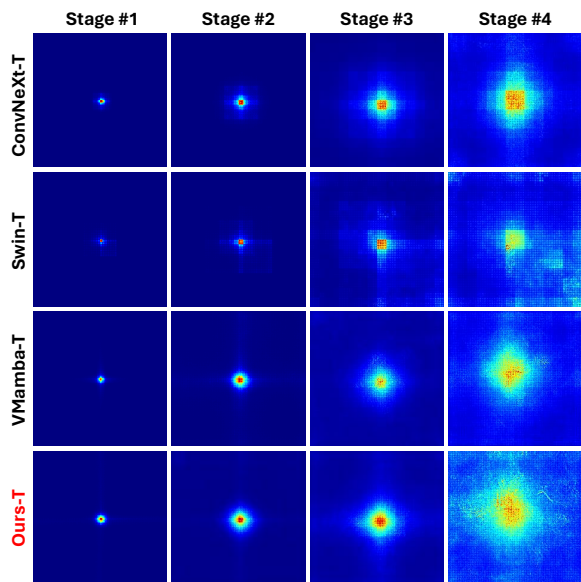 Stage #1 Stage #2 Stage #3 Stage #4
ConvNeXt-T
Swin-T
VMamba-T
Ours-T